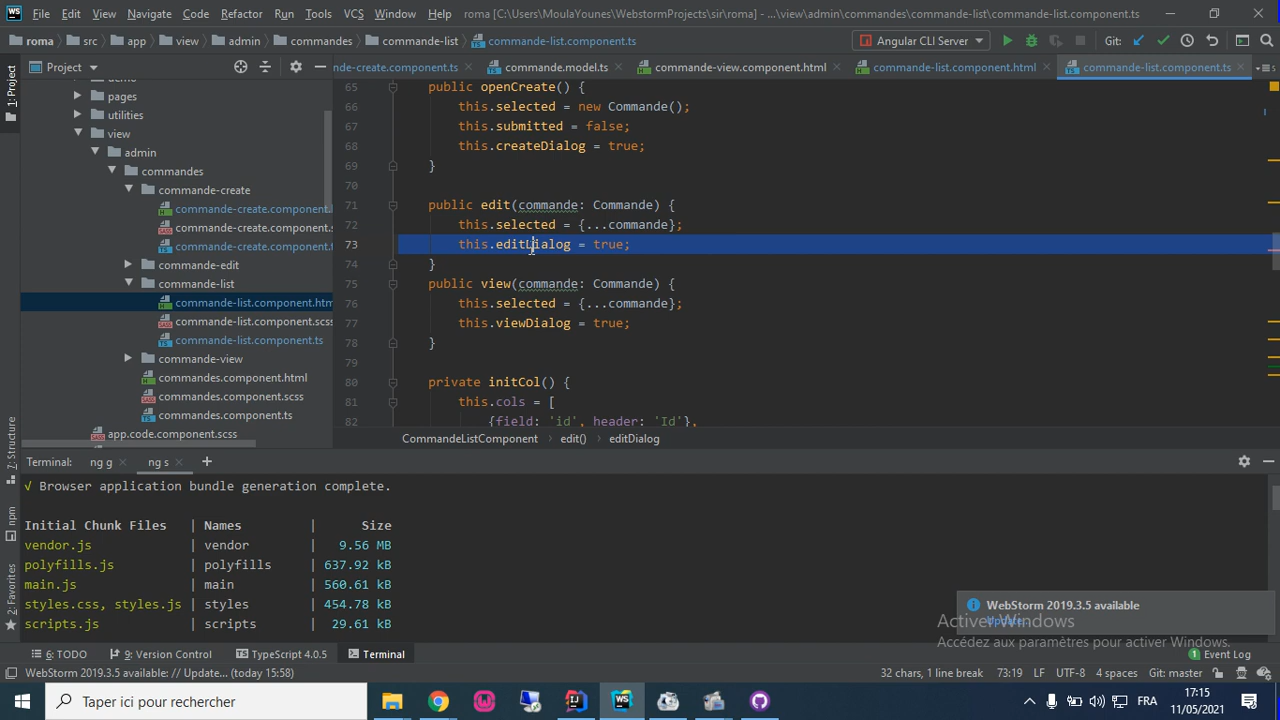 WS File Edit View Navigate Code Refactor Run Tools VCS Window Help roma [C:\Users\MoulaYounes\WebstormProjects\sir\roma] - ...\view\admin\commandes\commande-list\commande-list.component.ts
roma src app view admin commandes commande-list commande-list.component.ts Angular CLI Server Git:
1: Project
Project
nde-create.component.ts commande.model.ts commande-view.component.html commande-list.component.html commande-list.component.ts
demo
pages
utilities
view
admin
commandes
commande-create
commande-create.component.
commande-create.component.s
commande-create.component.
commande-edit
commande-list
commande-list.component.htm
commande-list.component.scss
commande-list.component.ts
commande-view
commandes.component.html
commandes.component.scss
commandes.component.ts
app.code.component.scss
65 public openCreate() {
66 this.selected = new Commande();
67 this.submitted = false;
68 this.createDialog = true;
69 }
70
71 public edit(commande: Commande) {
72 this.selected = {...commande};
73 this.editDialog = true;
74 }
75 public view(commande: Commande) {
76 this.selected = {...commande};
77 this.viewDialog = true;
78 }
79
80 private initCol() {
81 this.cols = [
82 {field: 'id', header: 'Id'},
CommandeListComponent edit() editDialog
Z: Structure
npm
2: Favorites
Terminal: ng g ng s +
√ Browser application bundle generation complete.
Initial Chunk Files | Names | Size
vendor.js | vendor | 9.56 MB
polyfills.js | polyfills | 637.92 kB
main.js | main | 560.61 kB
styles.css, styles.js | styles | 454.78 kB
scripts.js | scripts | 29.61 kB
WebStorm 2019.3.5 available
Update...
Activer Windows
Accédez aux paramètres pour activer Windows.
6: TODO 9: Version Control TypeScript 4.0.5 Terminal 1 Event Log
WebStorm 2019.3.5 available: // Update... (today 15:58) 32 chars, 1 line break 73:19 LF UTF-8 4 spaces Git: master
Taper ici pour rechercher FRA 17:15
11/05/2021